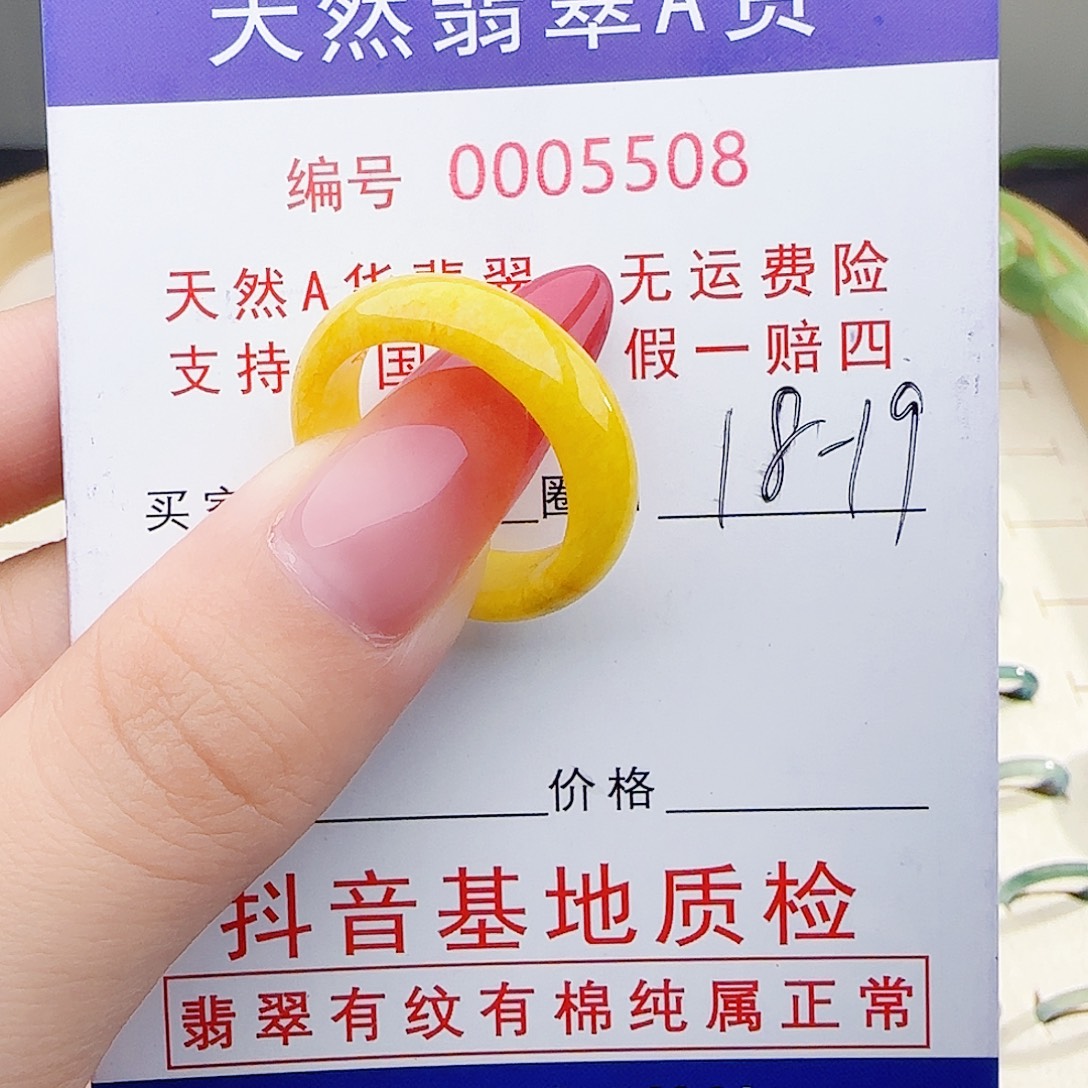 天然翡翠A货
编号 0005508
天然A货翡翠 无运费险
支持 国 假一赔四
买家 圈 18-19
价格
抖音基地质检
翡翠有纹有棉纯属正常